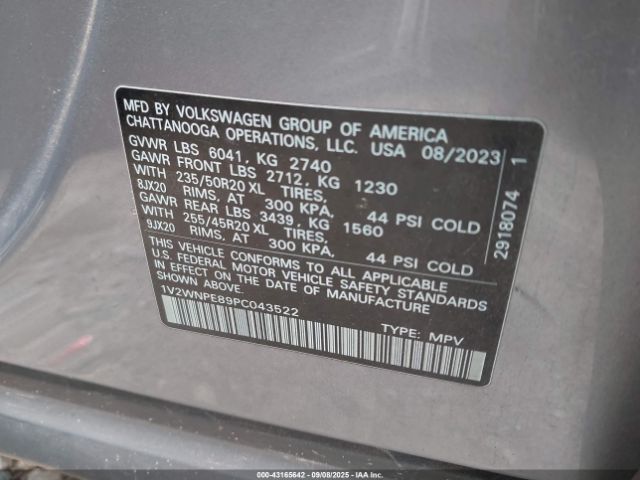 MFD BY VOLKSWAGEN GROUP OF AMERICA
CHATTANOOGA OPERATIONS, LLC. USA 08/2023
GVWR LBS 6041, KG 2740
GAWR FRONT LBS 2712, KG 1230
WITH 235/50R20 XL TIRES,
8JX20 RIMS, AT 300 KPA, 44 PSI COLD
GAWR REAR LBS 3439, KG 1560
WITH 255/45R20 XL TIRES,
9JX20 RIMS, AT 300 KPA, 44 PSI COLD
THIS VEHICLE CONFORMS TO ALL APPLICABLE
U.S. FEDERAL MOTOR VEHICLE SAFETY STANDARDS
IN EFFECT ON THE DATE OF MANUFACTURE
SHOWN ABOVE.
1V2WNPE89PC043522
TYPE: MPV
2918074 1
000-43165642 - 09/08/2025 - IAA Inc.